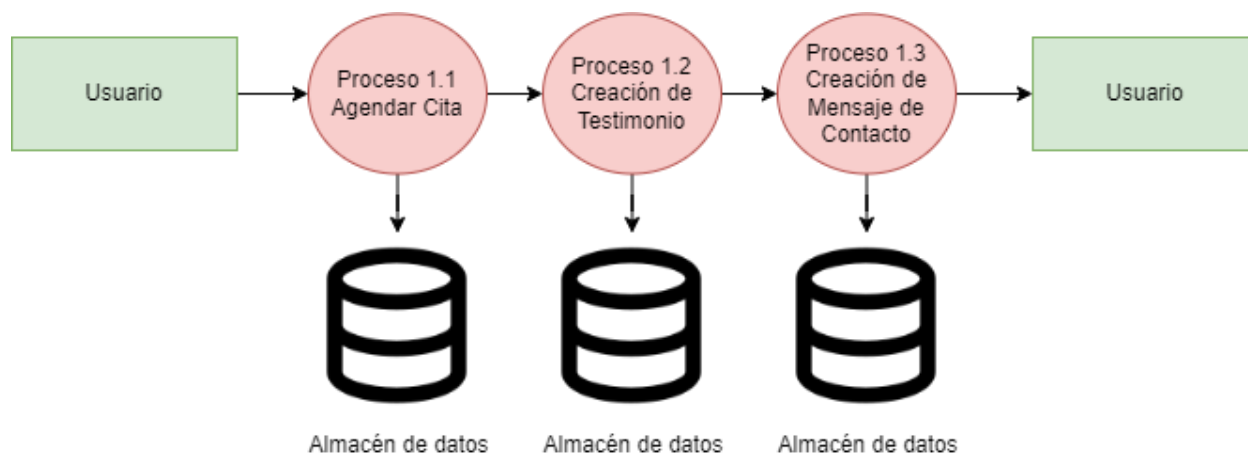 Usuario
Proceso 1.1
Agendar Cita
Proceso 1.2
Creación de
Testimonio
Proceso 1.3
Creación de
Mensaje de
Contacto
Usuario
Almacén de datos
Almacén de datos
Almacén de datos